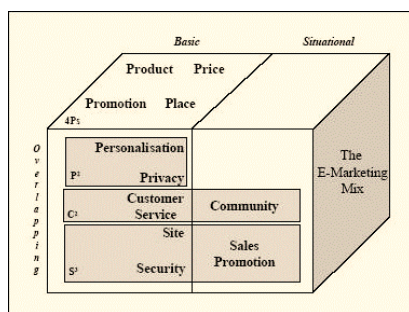 Basic Situational
Product Price
Promotion Place
4Ps
Overlapping
Personalisation
P² Privacy
The
E-Marketing
Mix
Customer
C² Service
Community
Site
S³ Security
Sales
Promotion